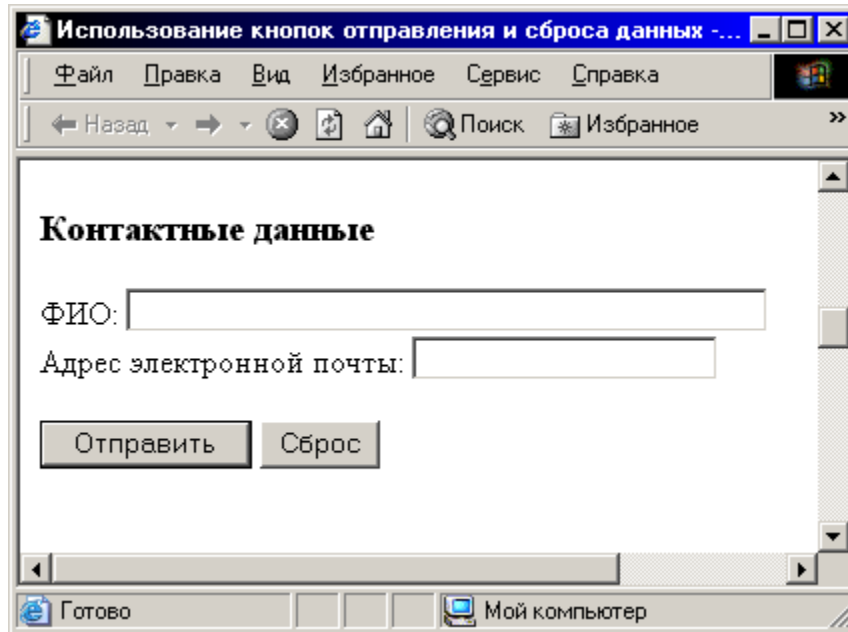 Использование кнопок отправления и сброса данных -...
Файл Правка Вид Избранное Сервис Справка
Назад Поиск Избранное »
Контактные данные
ФИО:
Адрес электронной почты:
Отправить Сброс
Готово Мой компьютер